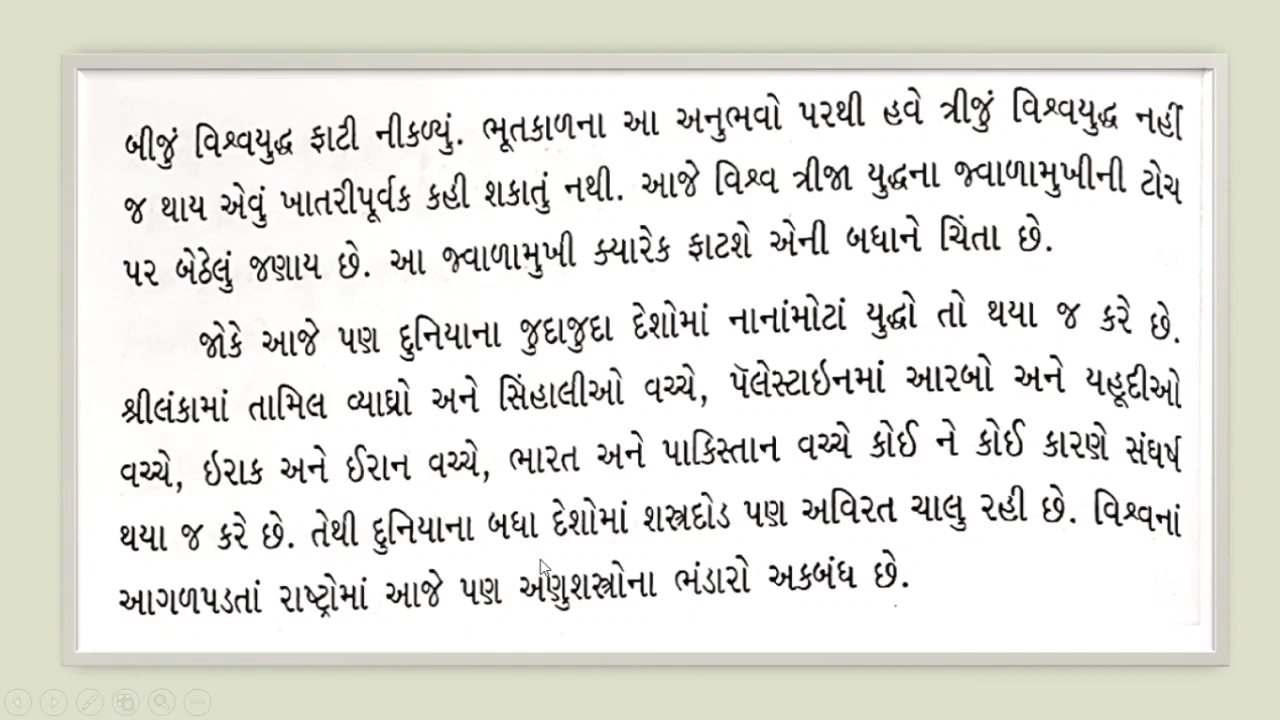 બીજું વિશ્વયુદ્ધ ફાટી નીકળ્યું. ભૂતકાળના આ અનુભવો પરથી હવે ત્રીજું વિશ્વયુદ્ધ નહીં
જ થાય એવું ખાતરીપૂર્વક કહી શકાતું નથી. આજે વિશ્વ ત્રીજા યુદ્ધના જ્વાળામુખીની ટોચ
પર બેઠેલું જણાય છે. આ જ્વાળામુખી ક્યારેક ફાટશે એની બધાને ચિંતા છે.
જોકે આજે પણ દુનિયાના જુદાજુદા દેશોમાં નાનાંમોટાં યુદ્ધો તો થયા જ કરે છે.
શ્રીલંકામાં તામિલ વ્યાઘ્રો અને સિંહાલીઓ વચ્ચે, પૅલેસ્ટાઇનમાં આરબો અને યહૂદીઓ
વચ્ચે, ઇરાક અને ઈરાન વચ્ચે, ભારત અને પાકિસ્તાન વચ્ચે કોઈ ને કોઈ કારણે સંઘર્ષ
થયા જ કરે છે. તેથી દુનિયાના બધા દેશોમાં શસ્ત્રદોડ પણ અવિરત ચાલુ રહી છે. વિશ્વનાં
આગળપડતાં રાષ્ટ્રોમાં આજે પણ અણુશસ્ત્રોના ભંડારો અકબંધ છે.